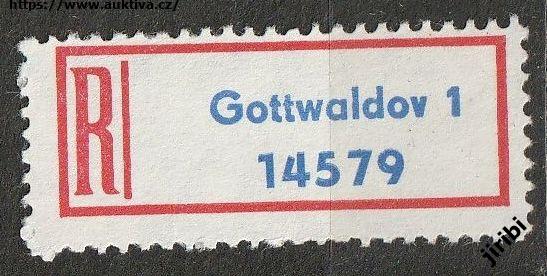 https://www.auktiva.cz/
R
Gottwaldov 1
14579
jiribi